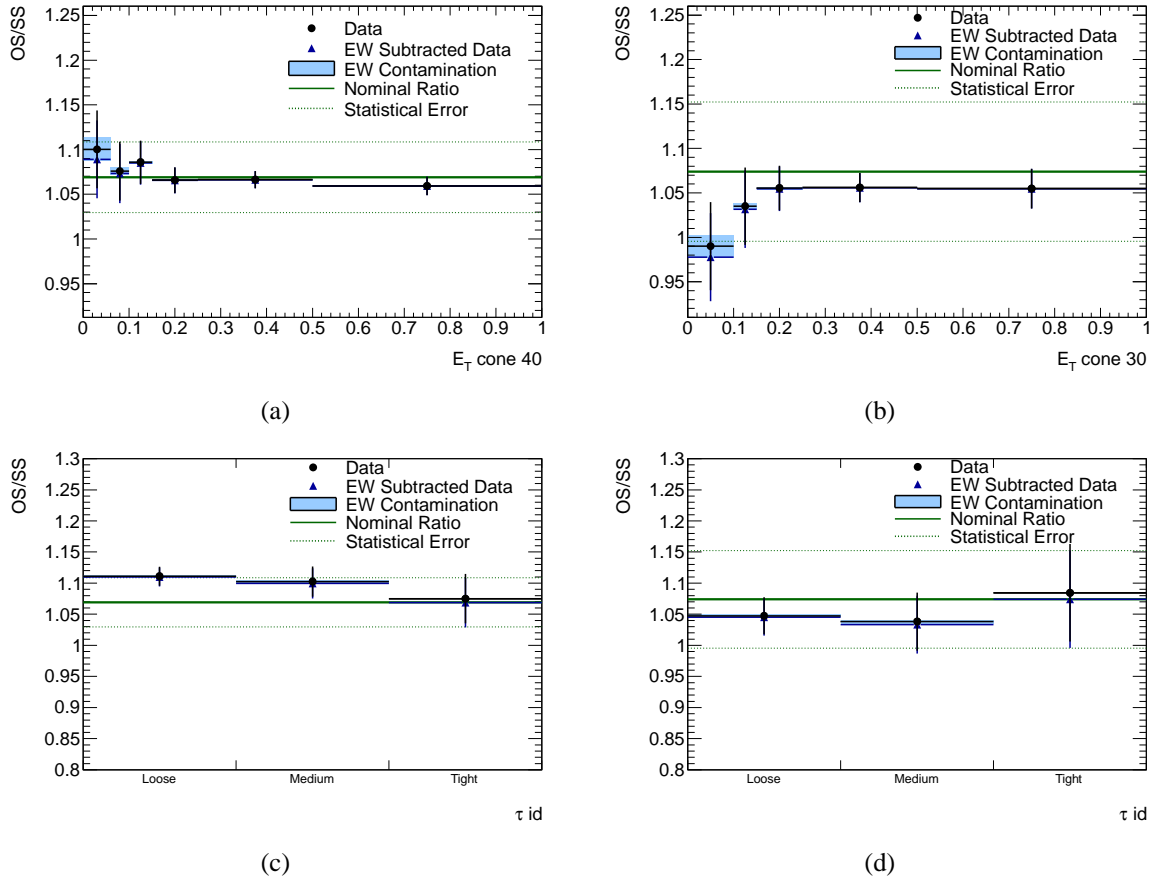 OS/SS
1.25
1.2
1.15
1.1
1.05
1
0.95
Data
EW Subtracted Data
EW Contamination
Nominal Ratio
Statistical Error
0 0.1 0.2 0.3 0.4 0.5 0.6 0.7 0.8 0.9 1
E_T cone 40
(a)
OS/SS
1.25
1.2
1.15
1.1
1.05
1
0.95
Data
EW Subtracted Data
EW Contamination
Nominal Ratio
Statistical Error
0 0.1 0.2 0.3 0.4 0.5 0.6 0.7 0.8 0.9 1
E_T cone 30
(b)
OS/SS
1.3
1.25
1.2
1.15
1.1
1.05
1
0.95
0.9
0.85
0.8
Data
EW Subtracted Data
EW Contamination
Nominal Ratio
Statistical Error
Loose Medium Tight
τ id
(c)
OS/SS
1.3
1.25
1.2
1.15
1.1
1.05
1
0.95
0.9
0.85
0.8
Data
EW Subtracted Data
EW Contamination
Nominal Ratio
Statistical Error
Loose Medium Tight
τ id
(d)